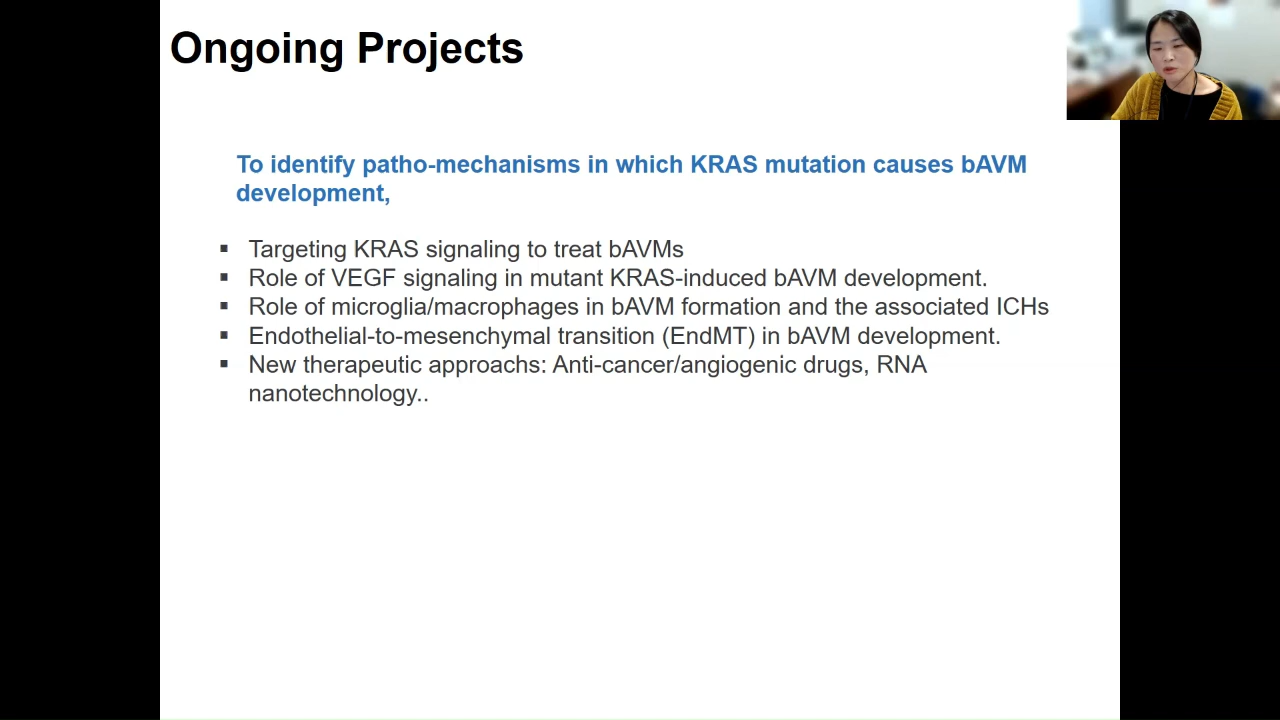 Ongoing Projects
To identify patho-mechanisms in which KRAS mutation causes bAVM
development,
▪ Targeting KRAS signaling to treat bAVMs
▪ Role of VEGF signaling in mutant KRAS-induced bAVM development.
▪ Role of microglia/macrophages in bAVM formation and the associated ICHs
▪ Endothelial-to-mesenchymal transition (EndMT) in bAVM development.
▪ New therapeutic approachs: Anti-cancer/angiogenic drugs, RNA
nanotechnology..